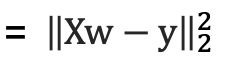 = ||Xw − y||₂²